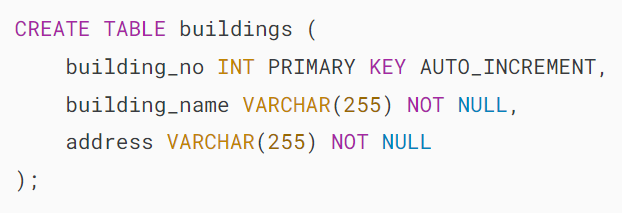 CREATE TABLE buildings (
    building_no INT PRIMARY KEY AUTO_INCREMENT,
    building_name VARCHAR(255) NOT NULL,
    address VARCHAR(255) NOT NULL
);